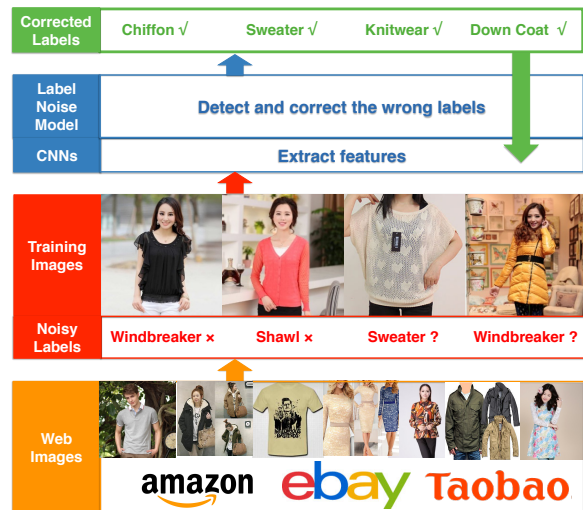 Corrected Labels
Chiffon √ Sweater √ Knitwear √ Down Coat √
Label Noise Model
Detect and correct the wrong labels
CNNs
Extract features
Training Images
Noisy Labels
Windbreaker × Shawl × Sweater ? Windbreaker ?
Web Images
amazon ebay Taobao